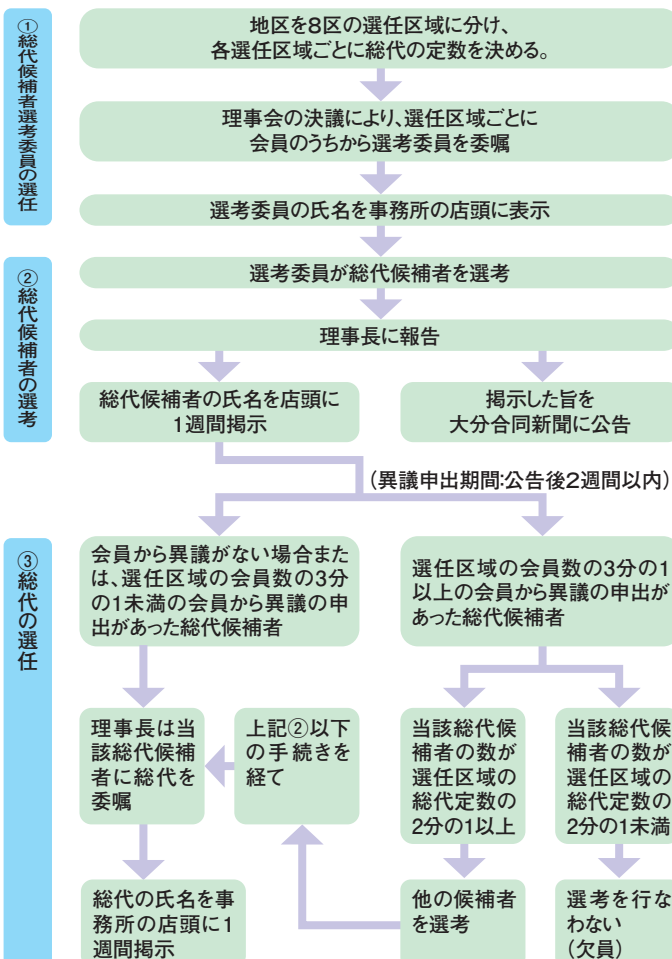 ①総代候補者選考委員の選任
地区を8区の選任区域に分け、
各選任区域ごとに総代の定数を決める。
理事会の決議により、選任区域ごとに
会員のうちから選考委員を委嘱
選考委員の氏名を事務所の店頭に表示
②総代候補者の選考
選考委員が総代候補者を選考
理事長に報告
総代候補者の氏名を店頭に
1週間掲示
掲示した旨を
大分合同新聞に公告
(異議申出期間:公告後2週間以内)
③総代の選任
会員から異議がない場合また
は、選任区域の会員数の3分
の1未満の会員から異議の申
出があった総代候補者
選任区域の会員数の3分の1
以上の会員から異議の申出が
あった総代候補者
理事長は当
該総代候補
者に総代を
委嘱
上記②以下
の手続きを
経て
当該総代候
補者の数が
選任区域の
総代定数の
2分の1以上
当該総代候
補者の数が
選任区域の
総代定数の
2分の1未満
総代の氏名を事
務所の店頭に1
週間掲示
他の候補者
を選考
選考を行な
わない
(欠員)